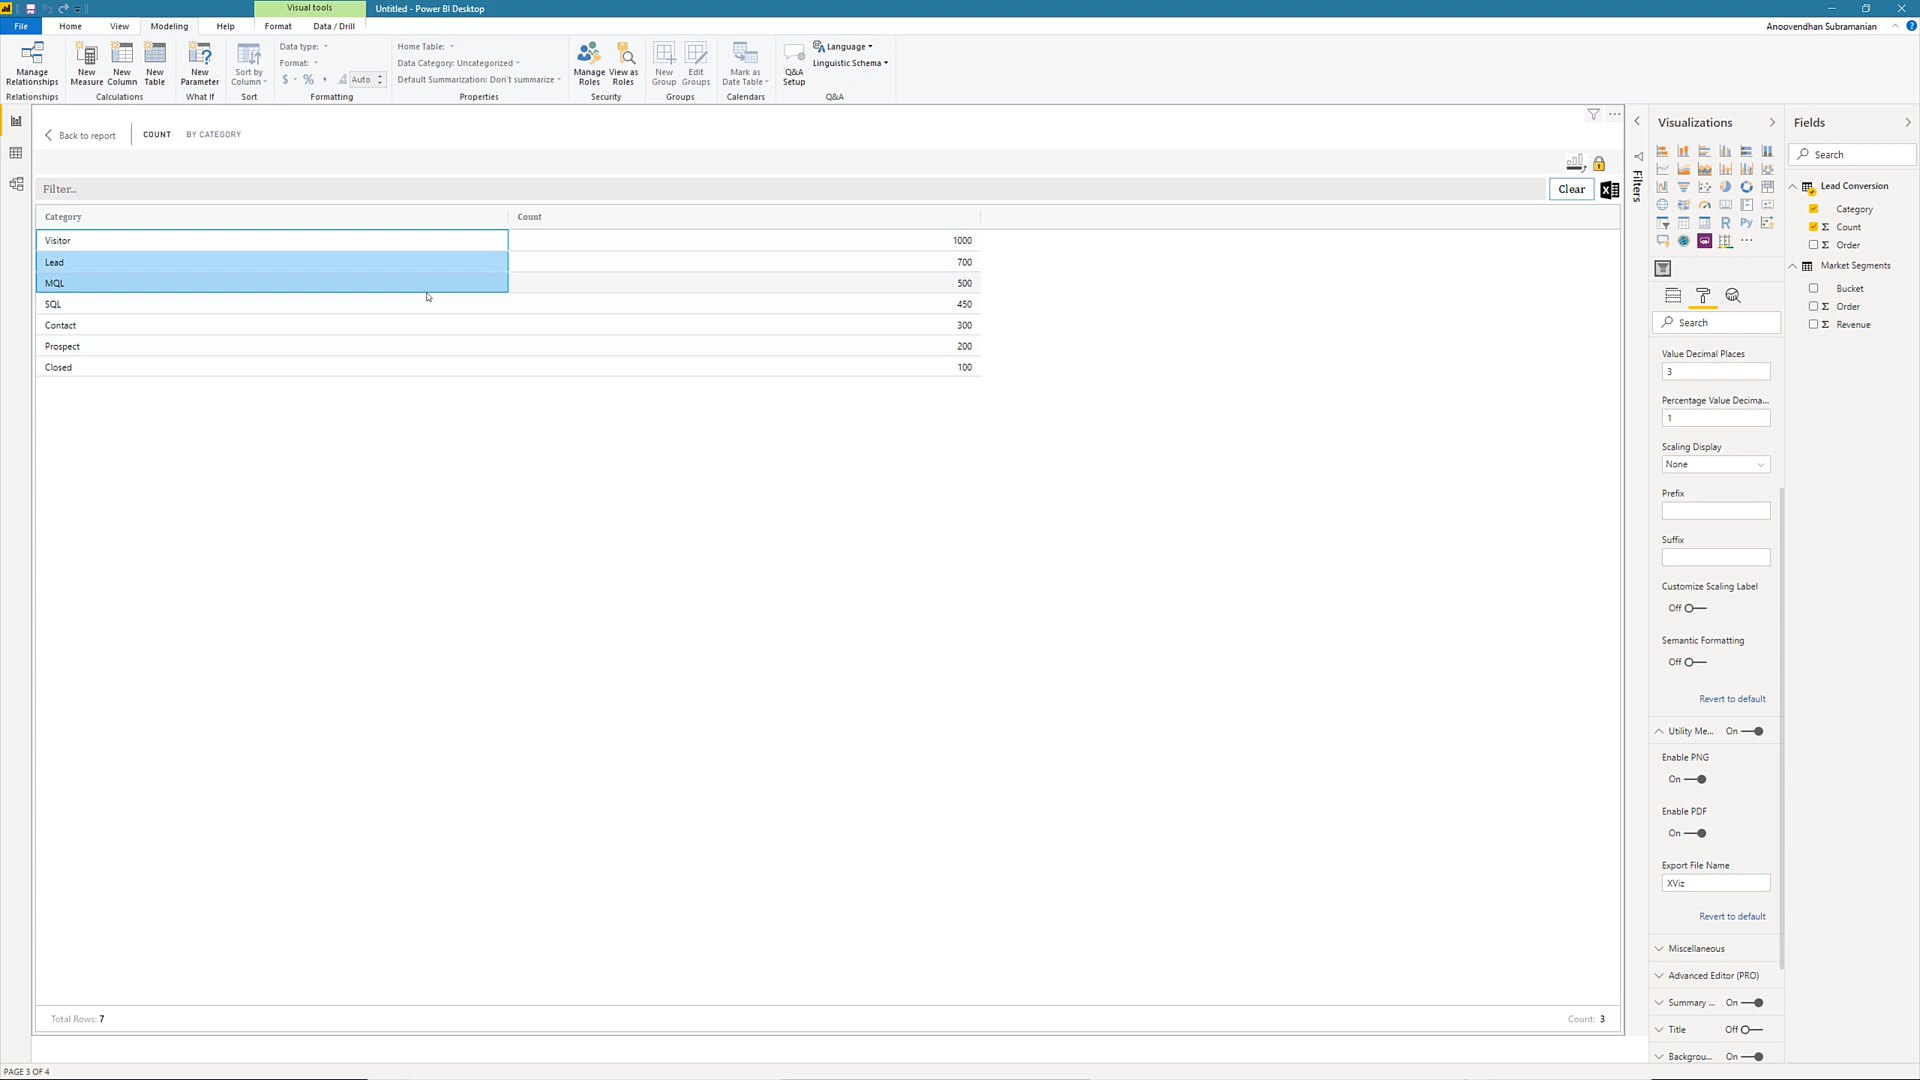 Visual tools
Untitled - Power BI Desktop
File Home View Modeling Help Format Data / Drill
Anoovendhan Subramanian
Manage Relationships
New Measure
New Column
New Table
New Parameter
Sort by Column
Data type:
Format:
$ % , Auto
Home Table:
Data Category: Uncategorized
Default Summarization: Don't summarize
Manage Roles
View as Roles
New Group
Edit Groups
Mark as Date Table
Q&A Setup
Language
Linguistic Schema
Relationships Calculations What If Sort Formatting Properties Security Groups Calendars Q&A
Back to report COUNT BY CATEGORY
Filter...
Clear
Category Count
Visitor 1000
Lead 700
MQL 500
SQL 450
Contact 300
Prospect 200
Closed 100
Total Rows: 7
Count: 3
PAGE 3 OF 4
Filters
Visualizations
R Py
Search
Value Decimal Places
3
Percentage Value Decima...
1
Scaling Display
None
Prefix
Suffix
Customize Scaling Label
Off
Semantic Formatting
Off
Revert to default
Utility Me... On
Enable PNG
On
Enable PDF
On
Export File Name
XViz
Revert to default
Miscellaneous
Advanced Editor (PRO)
Summary ... On
Title Off
Backgrou... On
Fields
Search
Lead Conversion
Category
Σ Count
Σ Order
Market Segments
Bucket
Σ Order
Σ Revenue